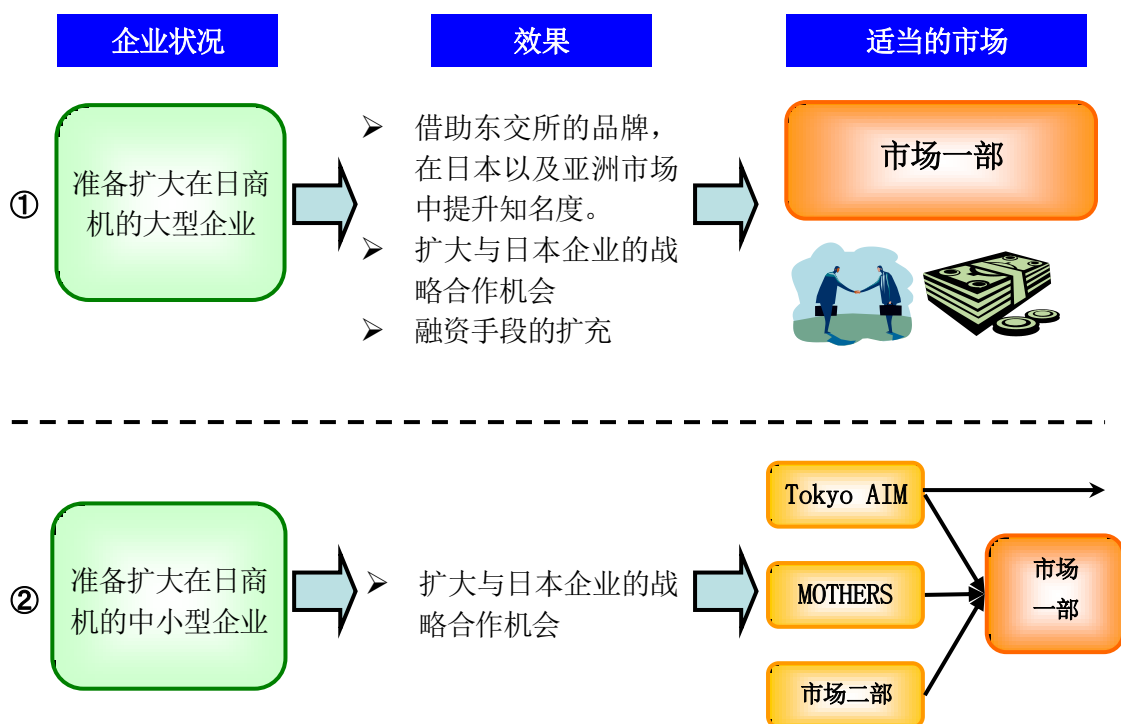 企业状况
效果
适当的市场
①
准备扩大在日商
机的大型企业
➢ 借助东交所的品牌，
在日本以及亚洲市场
中提升知名度。
➢ 扩大与日本企业的战
略合作机会
➢ 融资手段的扩充
市场一部
②
准备扩大在日商
机的中小型企业
➢ 扩大与日本企业的战
略合作机会
Tokyo AIM
MOTHERS
市场二部
市场
一部